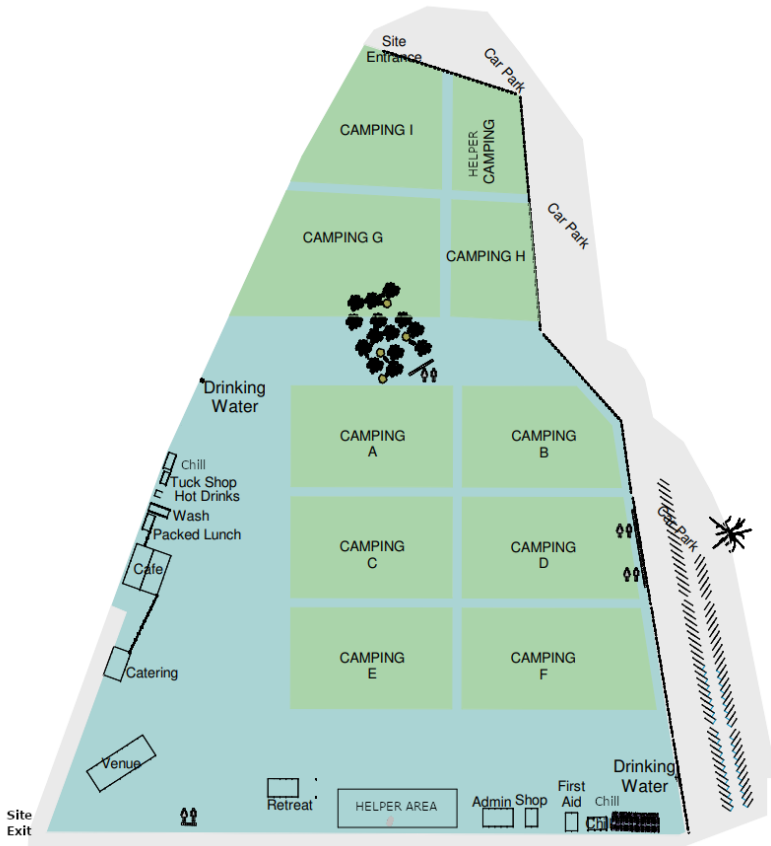 Site
Entrance
Car Park
CAMPING I
HELPER
CAMPING
Car Park
CAMPING G
CAMPING H
Drinking
Water
CAMPING
A
CAMPING
B
Chill
Tuck Shop
Hot Drinks
Wash
Packed Lunch
Car Park
CAMPING
C
CAMPING
D
Cafe
CAMPING
E
CAMPING
F
Catering
Venue
Drinking
Water
Retreat
HELPER AREA
Admin
Shop
First
Aid
Chill
Chill
Site
Exit